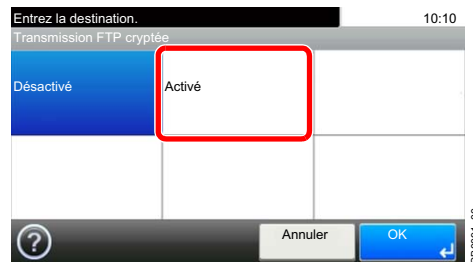 Entrez la destination. 10:10
Transmission FTP cryptée
Désactivé Activé
?
Annuler OK